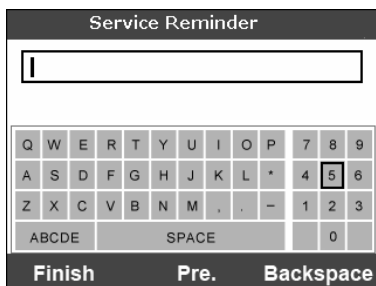 Service Reminder
Q W E R T Y U I O P 7 8 9
A S D F G H J K L * 4 5 6
Z X C V B N M , . – 1 2 3
ABCDE SPACE 0
Finish Pre. Backspace